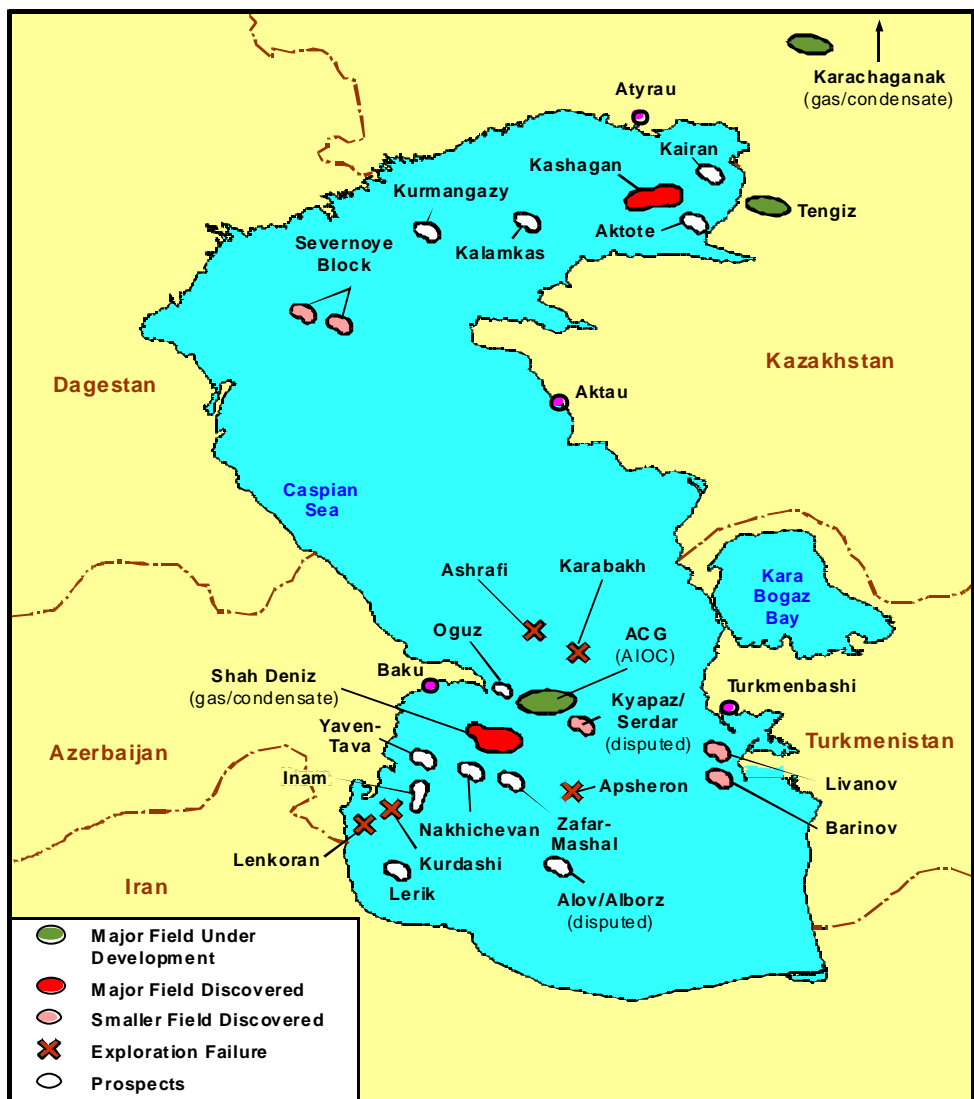 Karachaganak
(gas/condensate)
Atyrau
Kairan
Kashagan
Kurmangazy
Tengiz
Aktote
Severnoye
Block
Kalamkas
Kazakhstan
Dagestan
Aktau
Caspian
Sea
Ashrafi
Karabakh
Kara
Bogaz
Bay
Oguz
ACG
(AIOC)
Baku
Shah Deniz
(gas/condensate)
Turkmenbashi
Kyapaz/
Serdar
(disputed)
Yaven-
Tava
Azerbaijan
Turkmenistan
Inam
Livanov
Apsheron
Nakhichevan
Zafar-
Mashal
Barinov
Lenkoran
Kurdashi
Iran
Lerik
Alov/Alborz
(disputed)
Major Field Under
Development
Major Field Discovered
Smaller Field Discovered
Exploration Failure
Prospects